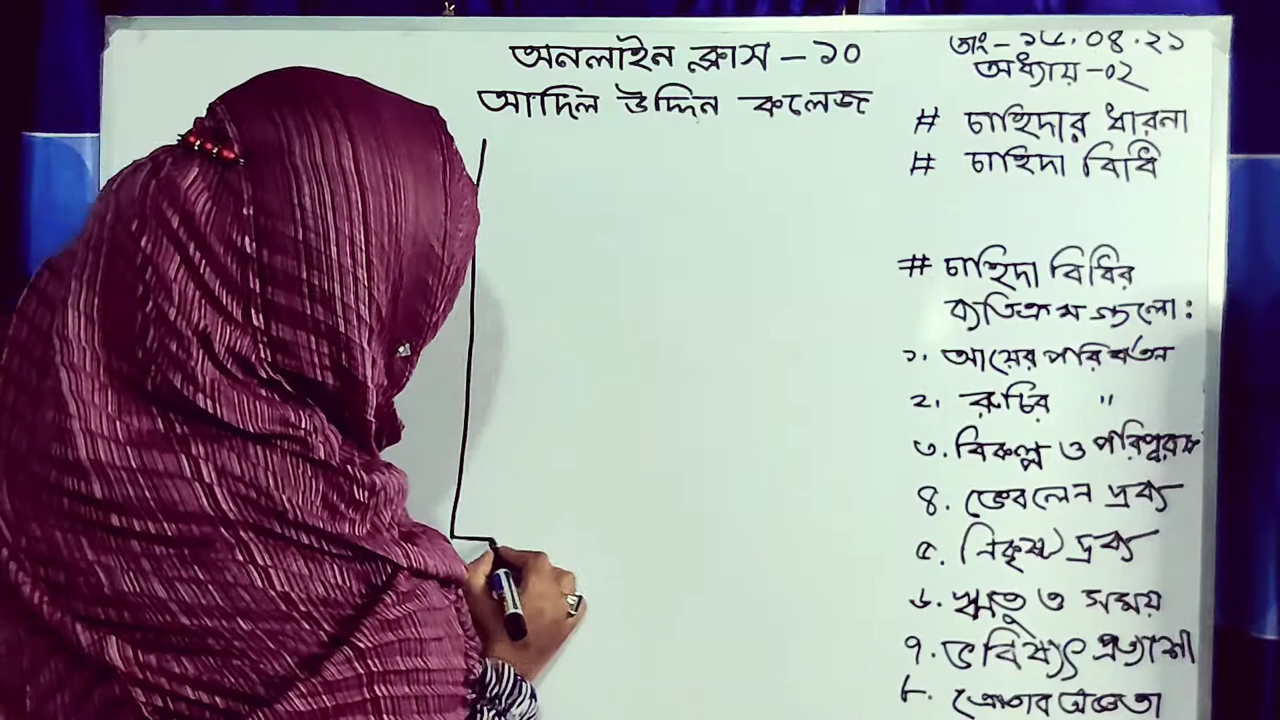 অনলাইন ক্লাস - ১০
আদিল উদ্দিন কলেজ
তাং - ১৮.০৪.২১
অধ্যায় - ০২
# চাহিদার ধারনা
# চাহিদা বিধি
# চাহিদা বিধির
ব্যতিক্রম গুলো:
১. আয়ের পরিবর্তন
২. রুচির "
৩. বিকল্প ও পরিপূরক
৪. ভেবলেন দ্রব্য
৫. নিকৃষ্ট দ্রব্য
৬. ঋতু ও সময়
৭. ভবিষ্যৎ প্রত্যাশা
৮. ক্রেতার অজ্ঞতা